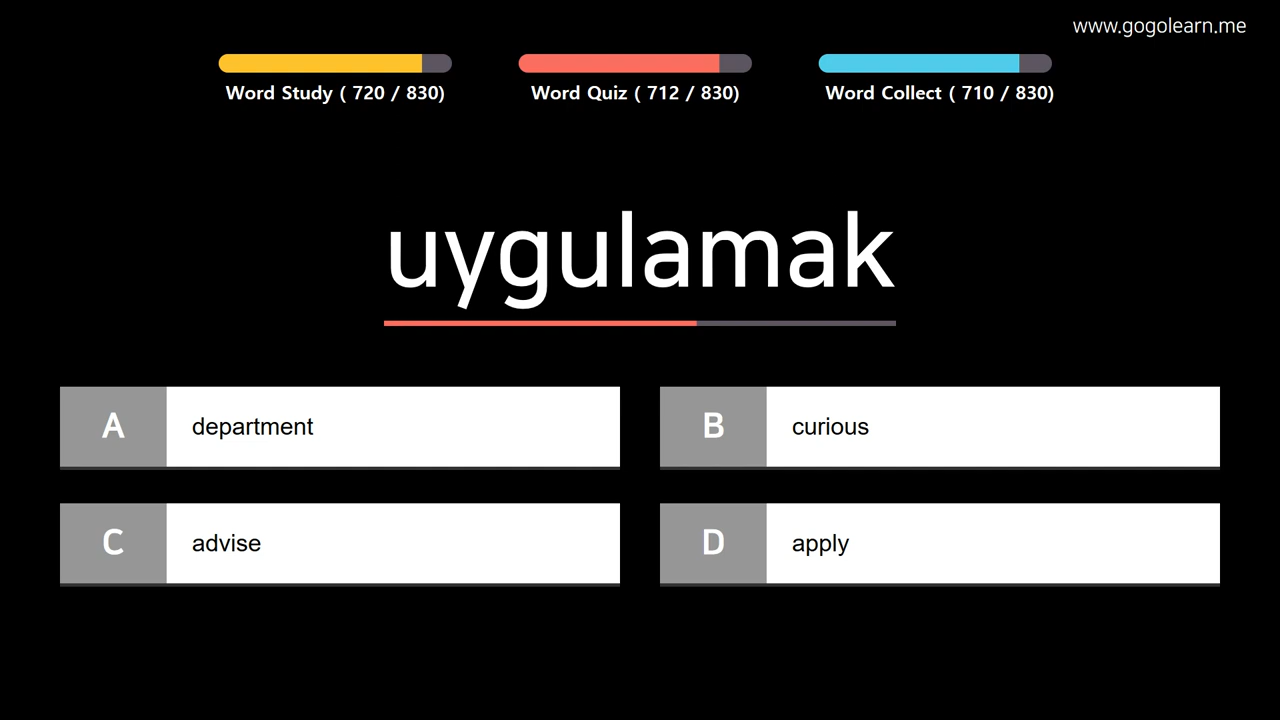 www.gogolearn.me
Word Study ( 720 / 830)
Word Quiz ( 712 / 830)
Word Collect ( 710 / 830)
uygulamak
A department
B curious
C advise
D apply